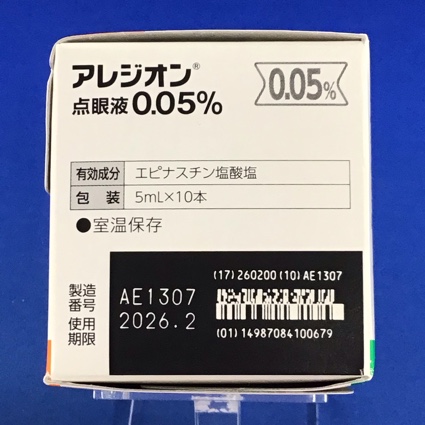 アレジオン®
点眼液0.05%
0.05%
有効成分 エピナスチン塩酸塩
包装 5mL×10本
●室温保存
(17)260200(10)AE1307
製造番号 AE1307
使用期限 2026.2
(01)14987084100679